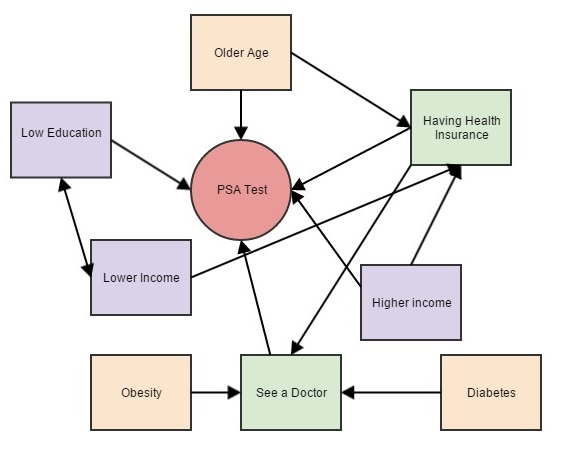 Older Age
Having Health
Insurance
Low Education
PSA Test
Lower Income
Higher income
Obesity
See a Doctor
Diabetes